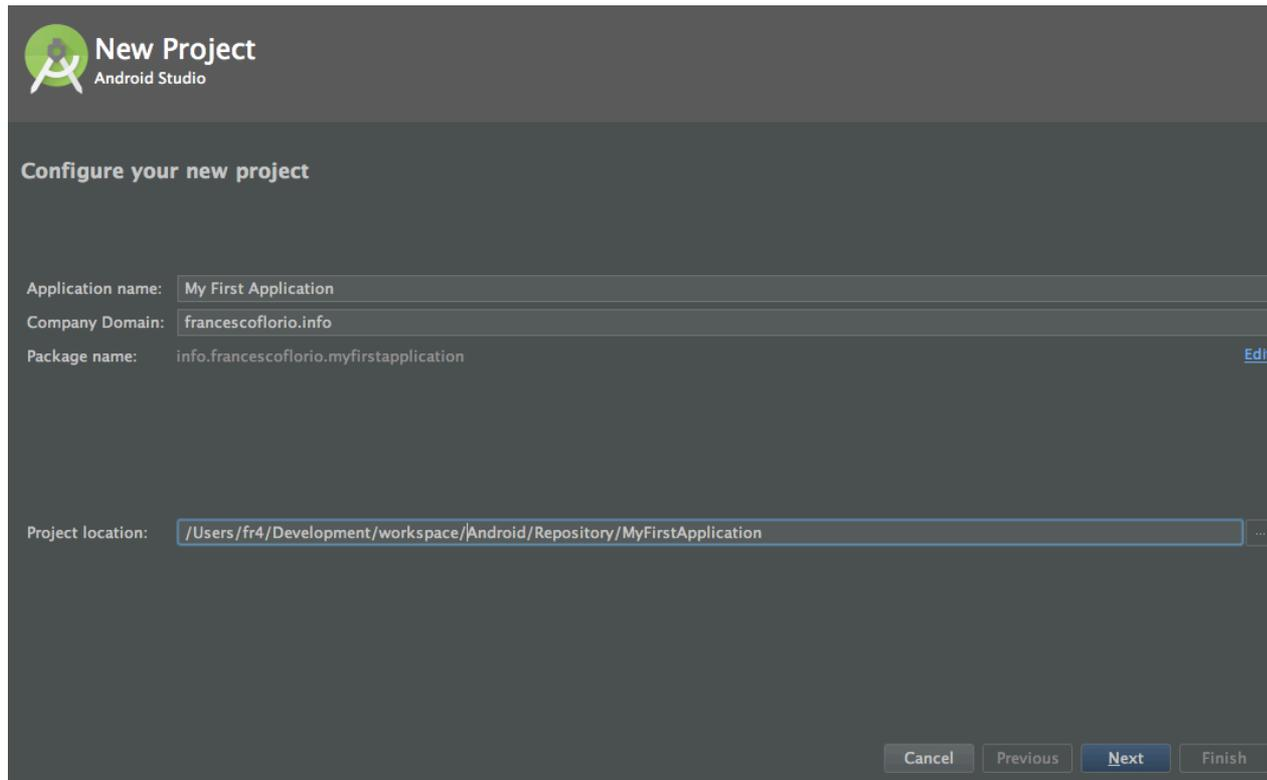 New Project
Android Studio
Configure your new project
Application name: My First Application
Company Domain: francescoflorio.info
Package name: info.francescoflorio.myfirstapplication
Edi
Project location: /Users/fr4/Development/workspace/Android/Repository/MyFirstApplication ...
Cancel Previous Next Finish